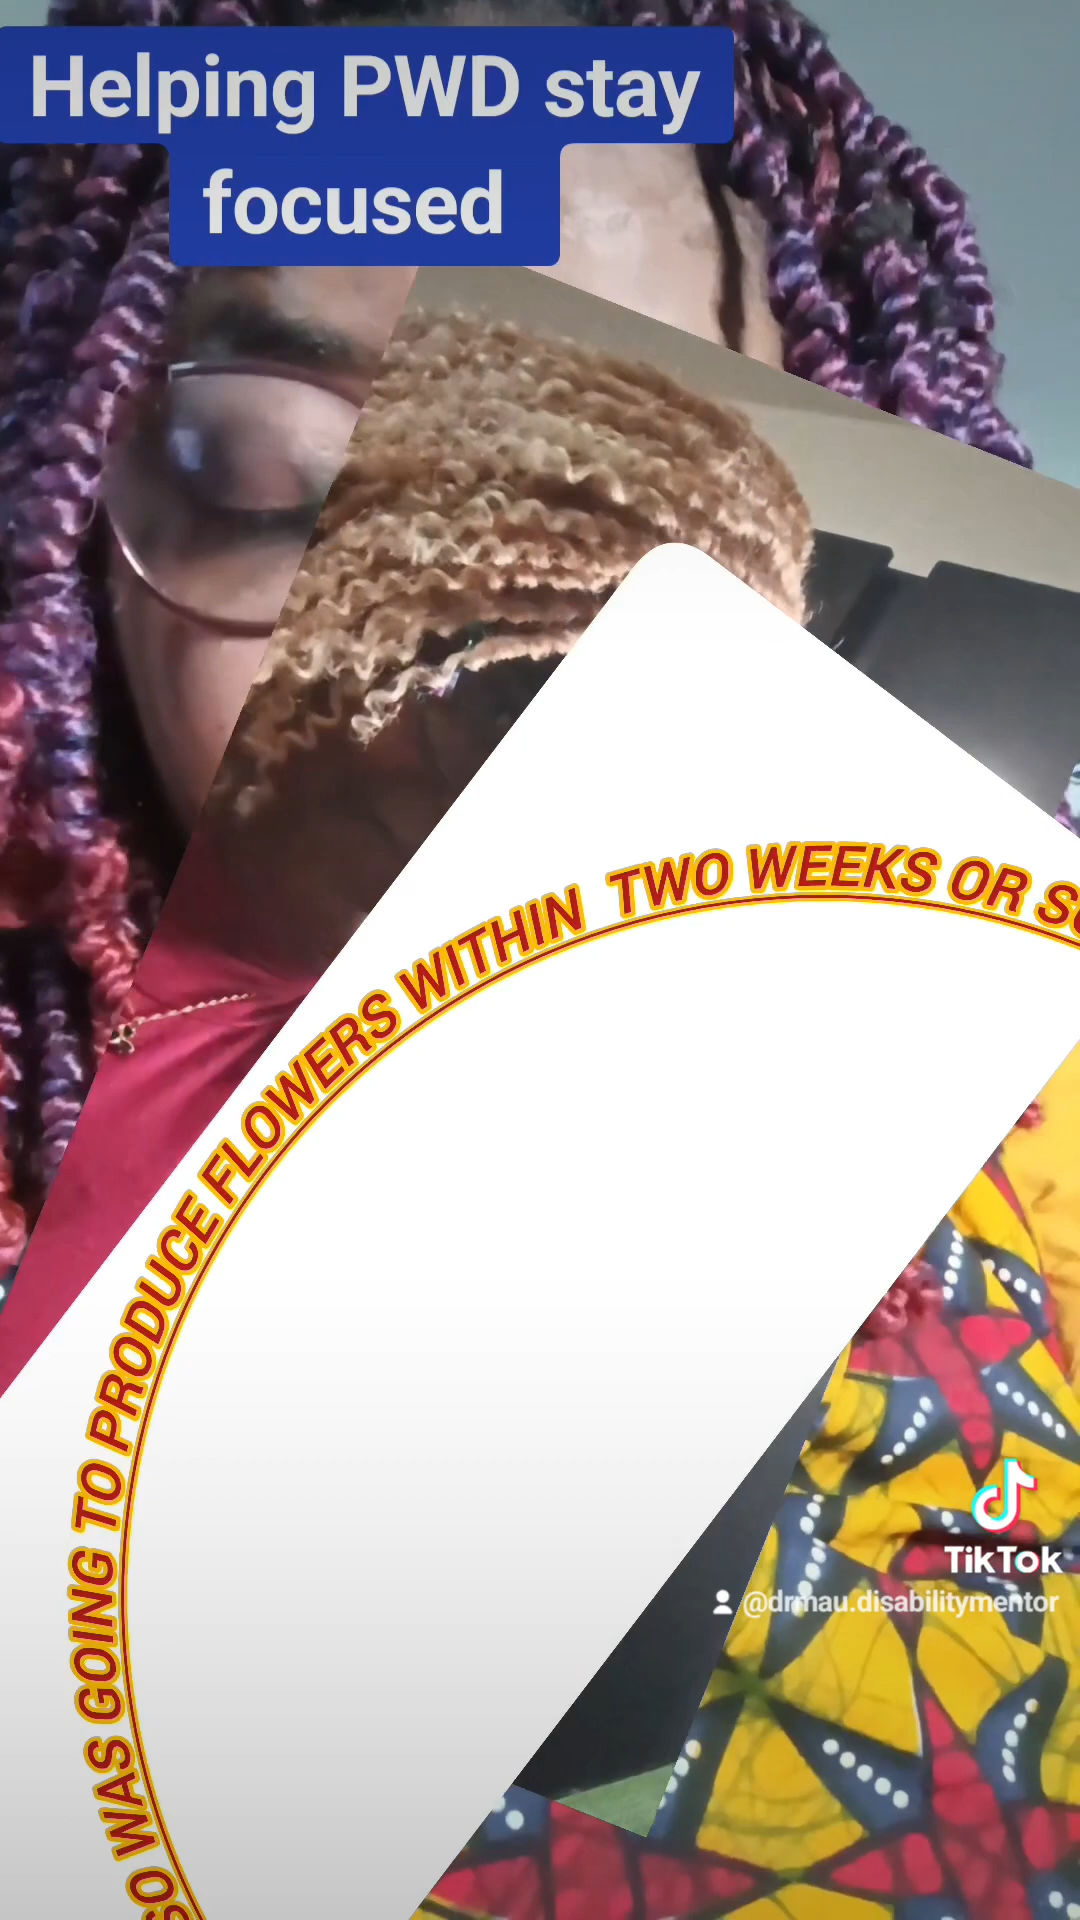 Helping PWD stay
focused
SO WAS GOING TO PRODUCE FLOWERS WITHIN TWO WEEKS OR
TikTok
@drmau.disabilitymentor